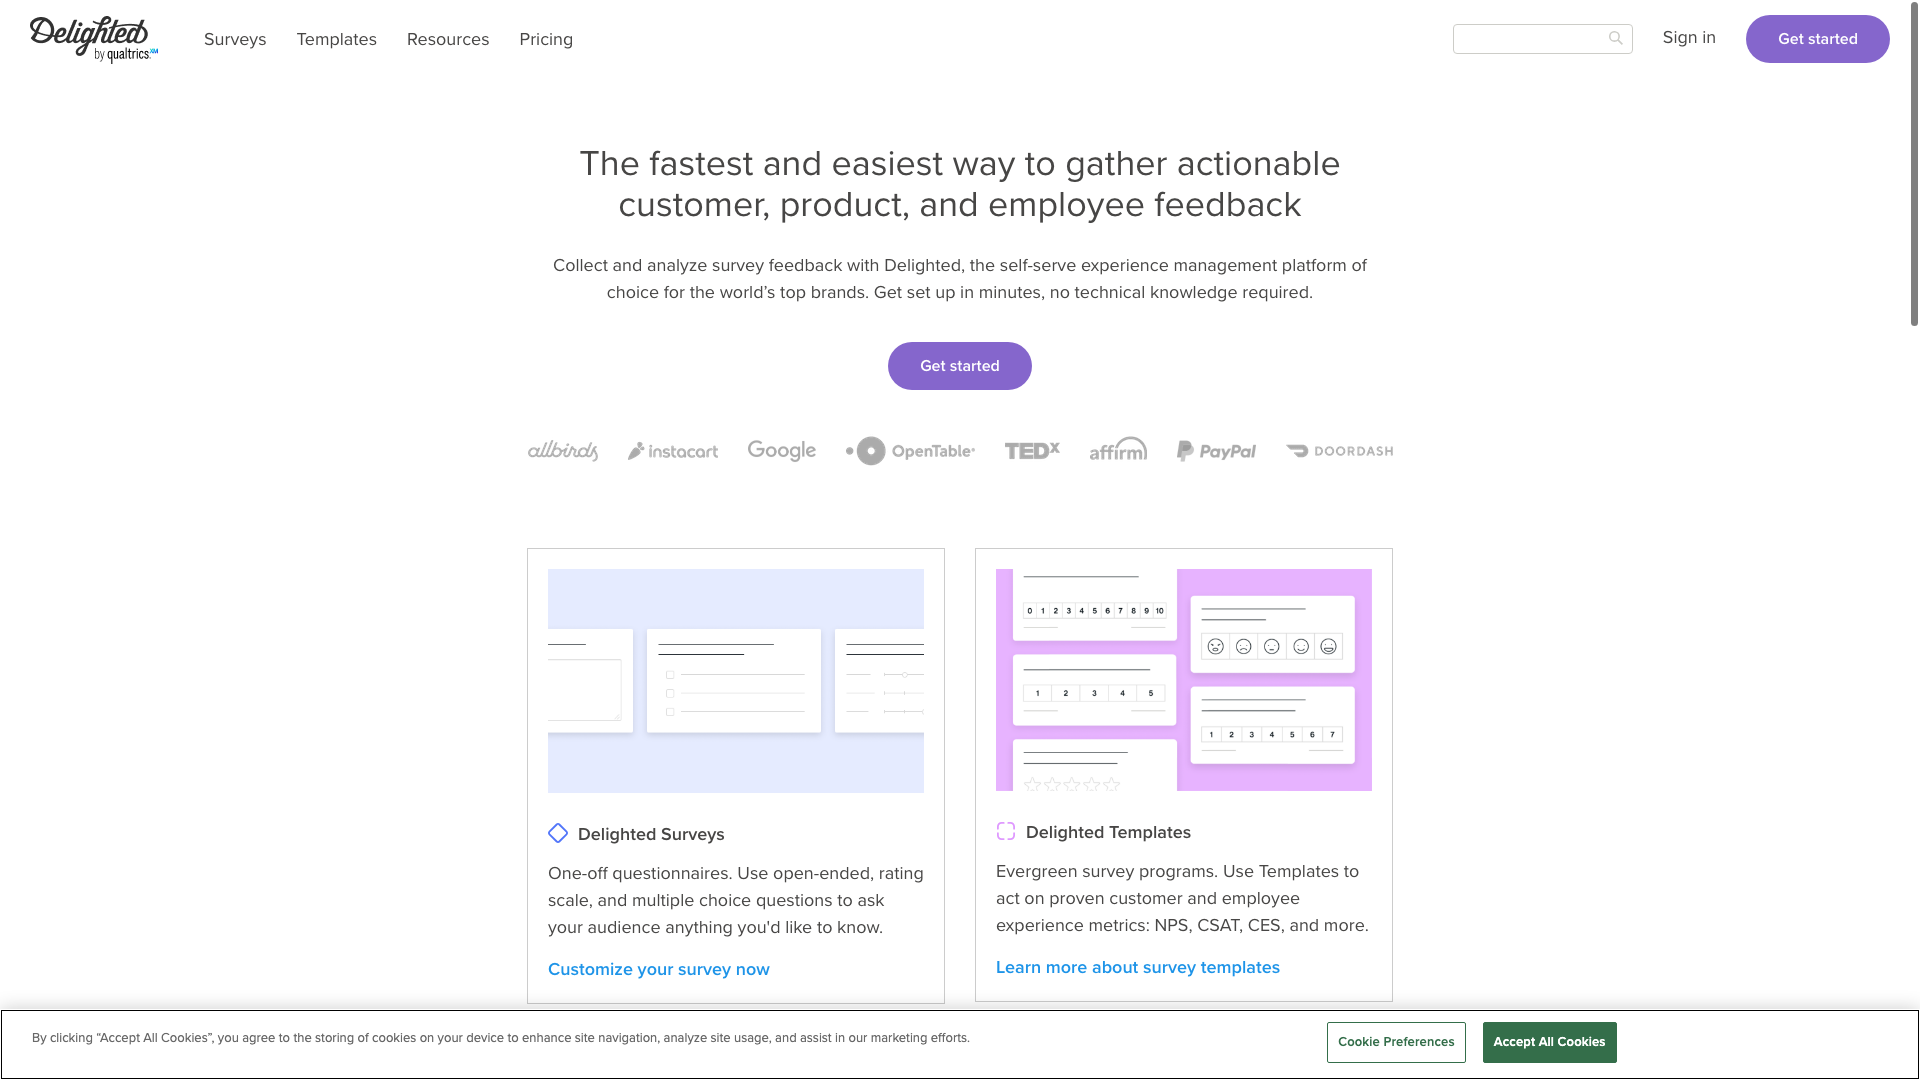 Delighted
by qualtrics.XM
Surveys
Templates
Resources
Pricing
Sign in
Get started
The fastest and easiest way to gather actionable
customer, product, and employee feedback
Collect and analyze survey feedback with Delighted, the self-serve experience management platform of
choice for the world’s top brands. Get set up in minutes, no technical knowledge required.
Get started
allbirds
instacart
Google
OpenTable
TEDx
affirm
PayPal
DOORDASH
0 1 2 3 4 5 6 7 8 9 10
1 2 3 4 5
1 2 3 4 5 6 7
Delighted Surveys
One-off questionnaires. Use open-ended, rating
scale, and multiple choice questions to ask
your audience anything you'd like to know.
Customize your survey now
Delighted Templates
Evergreen survey programs. Use Templates to
act on proven customer and employee
experience metrics: NPS, CSAT, CES, and more.
Learn more about survey templates
By clicking “Accept All Cookies”, you agree to the storing of cookies on your device to enhance site navigation, analyze site usage, and assist in our marketing efforts.
Cookie Preferences
Accept All Cookies